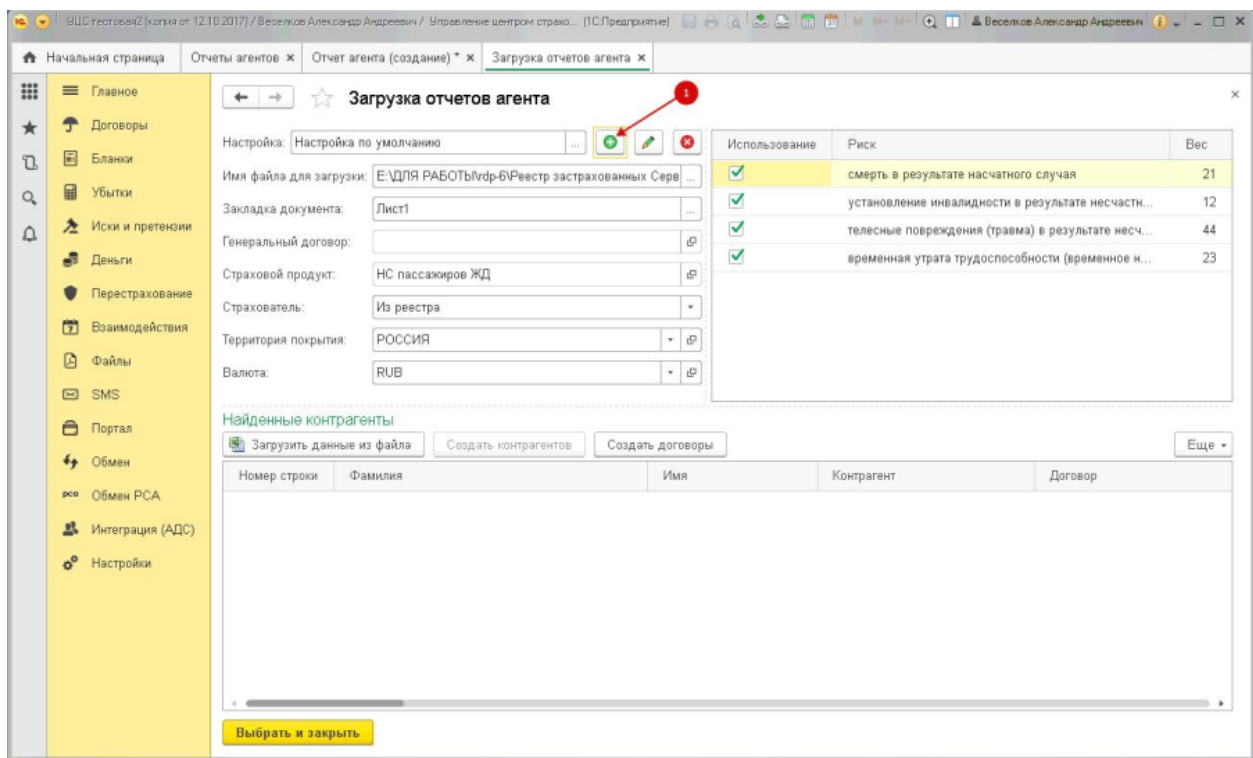 УЦС тестовая2 (копия от 12.10.2017) / Веселков Александр Андреевич / Управление центром страхо... (1С:Предприятие) M M+ M- Веселков Александр Андреевич
Начальная страница Отчеты агентов × Отчет агента (создание) * × Загрузка отчетов агента ×
Главное
Договоры
Бланки
Убытки
Иски и претензии
Деньги
Перестрахование
Взаимодействия
Файлы
SMS
Портал
Обмен
рса Обмен РСА
Интеграция (АДС)
Настройки
Загрузка отчетов агента
1
Настройка: Настройка по умолчанию ...
Имя файла для загрузки: E:\ДЛЯ РАБОТЫ\rdp-6\Реестр застрахованных Серв ...
Закладка документа: Лист1 ...
Генеральный договор:
Страховой продукт: НС пассажиров ЖД
Страхователь: Из реестра
Территория покрытия: РОССИЯ
Валюта: RUB
Использование Риск Вес
смерть в результате насчатного случая 21
установление инвалидности в результате несчастн... 12
телесные повреждения (травма) в результате несч... 44
временная утрата трудоспособности (временное н... 23
Найденные контрагенты
Загрузить данные из файла Создать контрагентов Создать договоры Еще
Номер строки Фамилия Имя Контрагент Договор
Выбрать и закрыть